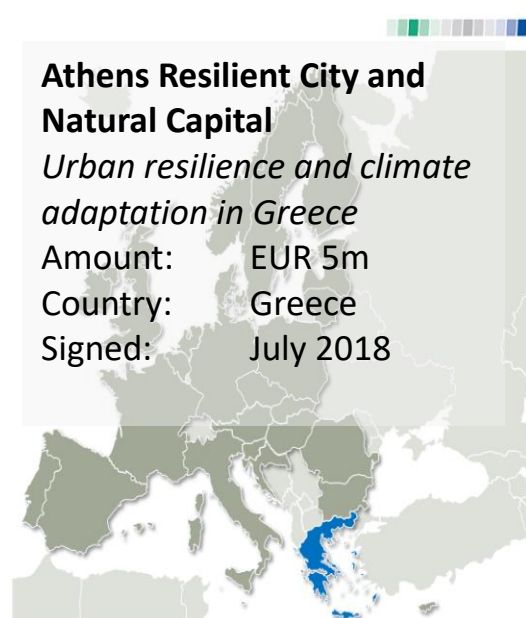 Athens Resilient City and
Natural Capital
Urban resilience and climate
adaptation in Greece
Amount: EUR 5m
Country: Greece
Signed: July 2018